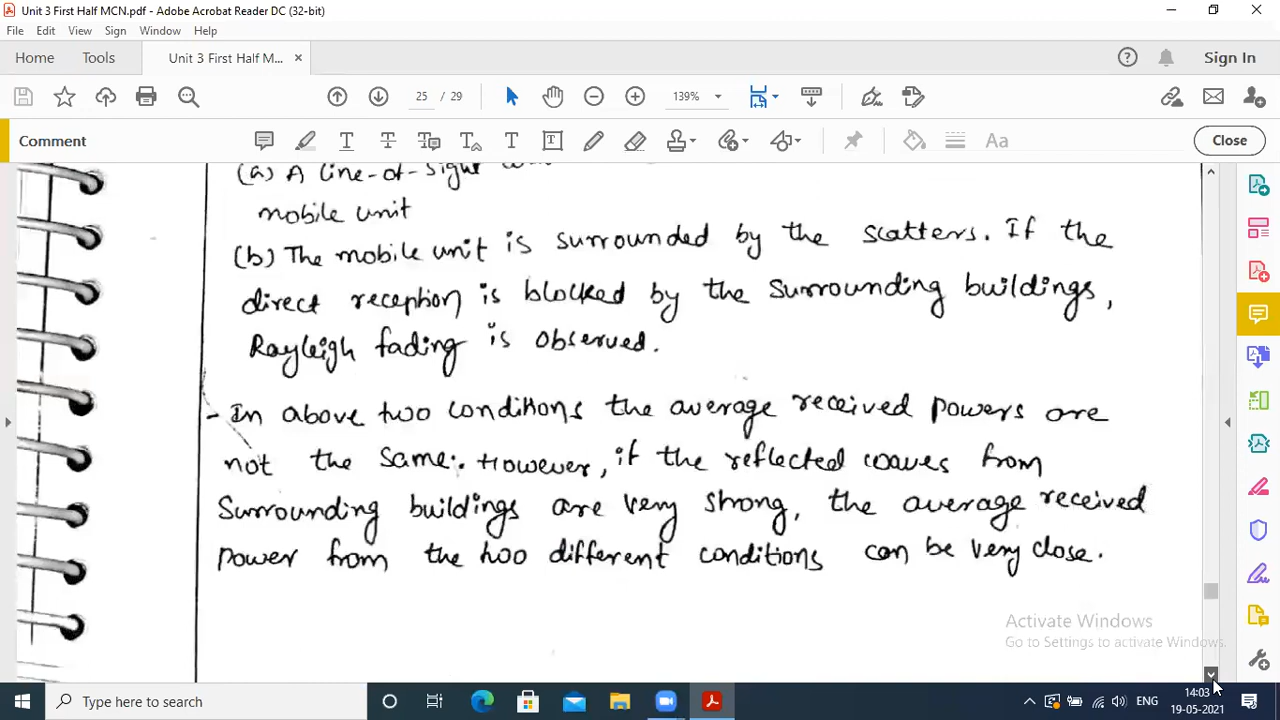 Unit 3 First Half MCN.pdf - Adobe Acrobat Reader DC (32-bit)
File Edit View Sign Window Help
Home Tools Unit 3 First Half M... × Sign In
25 / 29 139%
Comment Close
(a) A line-of-sight
mobile unit
(b) The mobile unit is surrounded by the scatters. If the
direct reception is blocked by the surrounding buildings,
Rayleigh fading is observed.
- In above two conditions the average received powers are
not the same. However, if the reflected waves from
Surrounding buildings are very strong, the average received
power from the two different conditions can be very close.
Activate Windows
Go to Settings to activate Windows.
Type here to search
ENG
14:03
19-05-2021